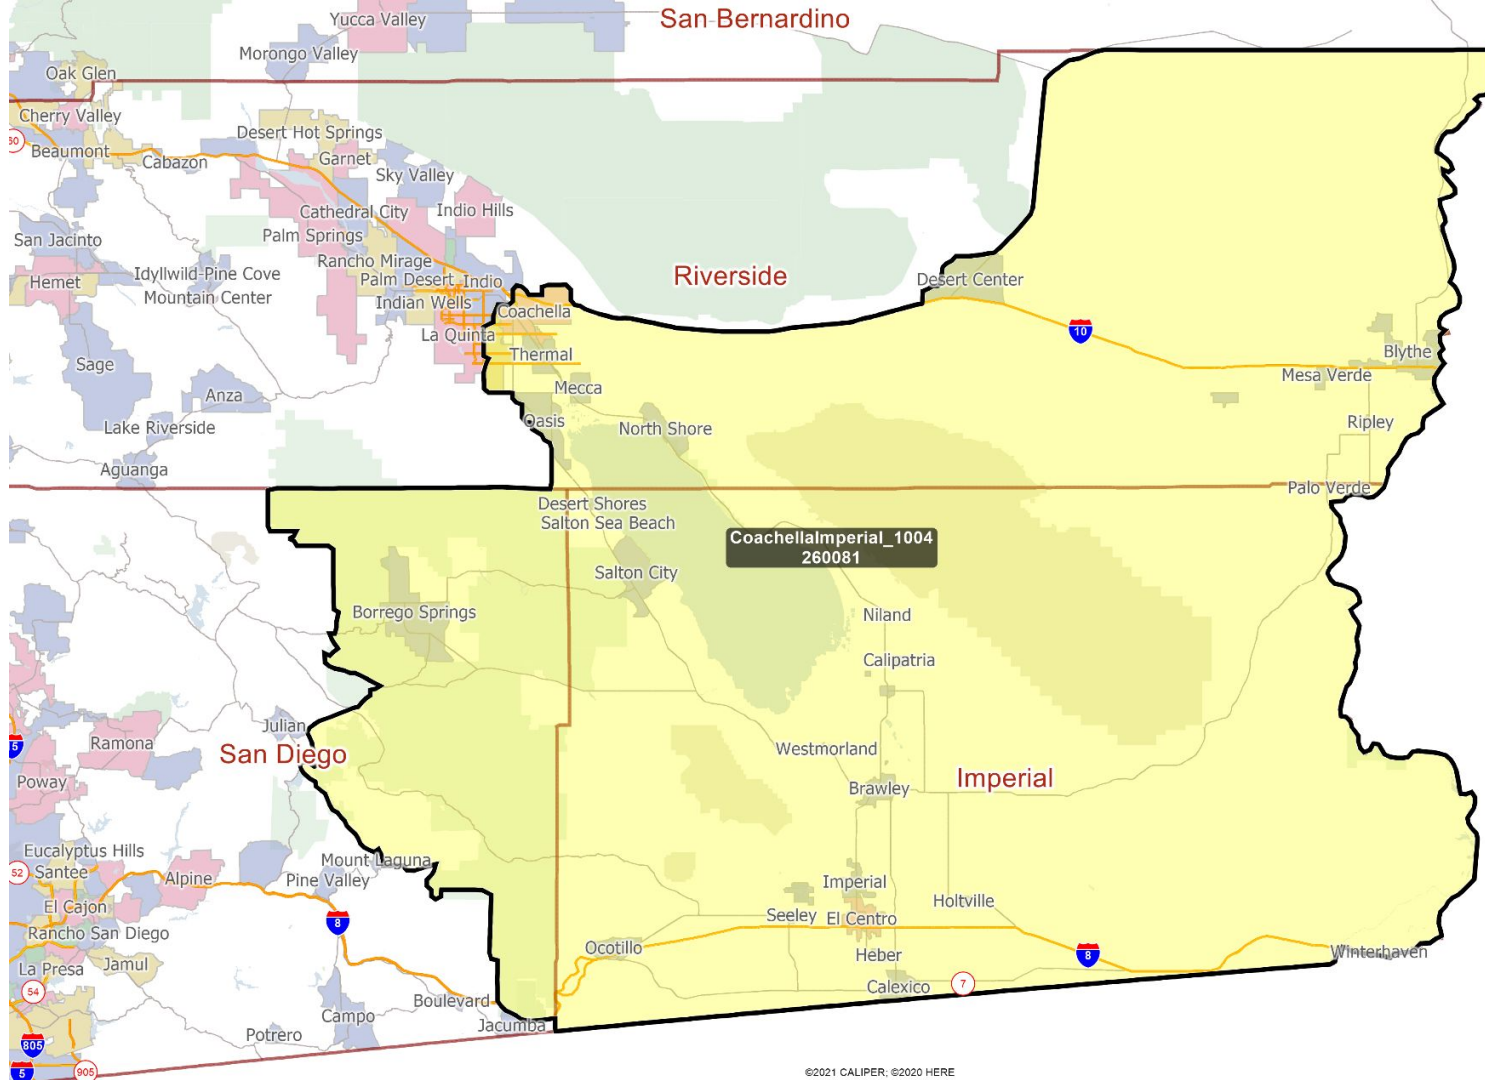 Yucca Valley
San Bernardino
Morongo Valley
Oak Glen
Cherry Valley
60
Desert Hot Springs
Beaumont
Cabazon
Garnet
Sky Valley
Cathedral City
Indio Hills
Palm Springs
San Jacinto
Rancho Mirage
Riverside
Idyllwild-Pine Cove
Hemet
Palm Desert
Indio
Desert Center
Mountain Center
Indian Wells
Coachella
10
La Quinta
Thermal
Blythe
Sage
Mesa Verde
Mecca
Anza
Oasis
North Shore
Ripley
Lake Riverside
Aguanga
Palo Verde
Desert Shores
Salton Sea Beach
CoachellaImperial_1004
260081
Salton City
Borrego Springs
Niland
Calipatria
Julian
Ramona
5
San Diego
Westmorland
Poway
Imperial
Brawley
Eucalyptus Hills
Mount Laguna
52
Santee
Alpine
Pine Valley
Imperial
El Cajon
Holtville
Seeley
El Centro
8
Rancho San Diego
Ocotillo
Heber
8
Winterhaven
La Presa
Jamul
Calexico
7
54
Boulevard
Campo
Jacumba
Potrero
805
5
905
©2021 CALIPER; ©2020 HERE